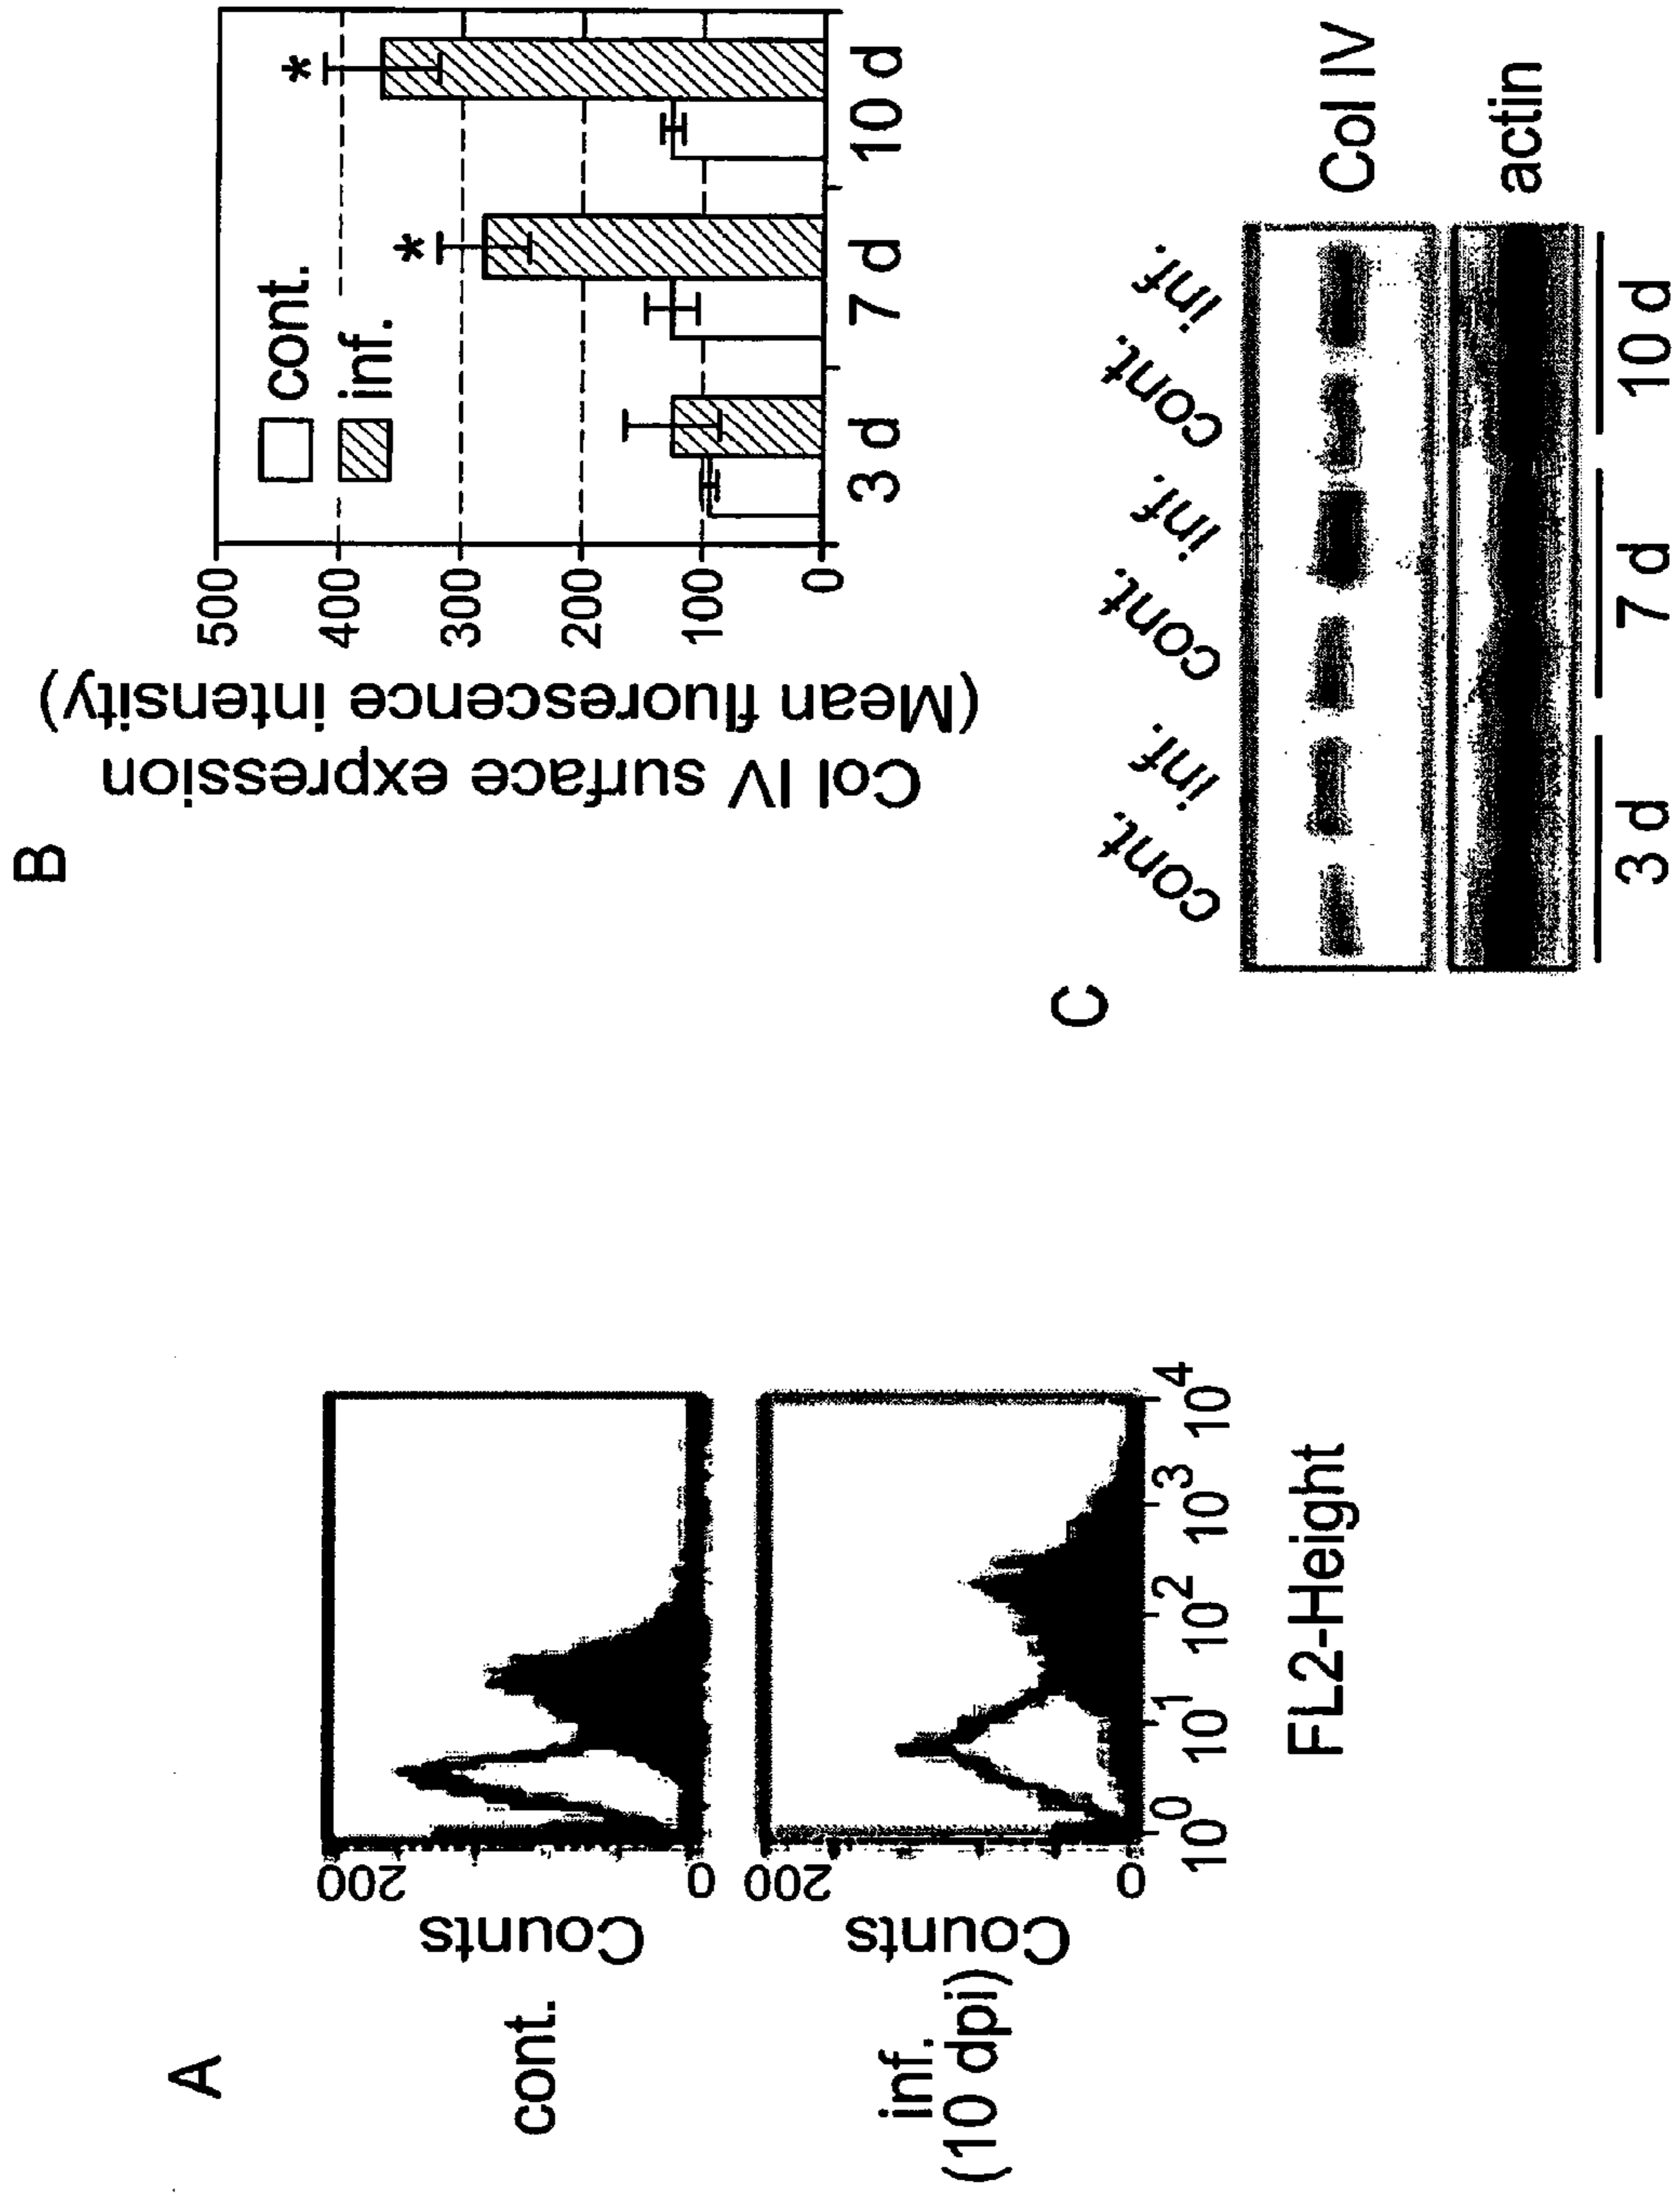 A
cont.
Counts
200
0
inf.
(10 dpi)
Counts
200
0
10^0 10^1 10^2 10^3 10^4
FL2-Height
B
Col IV surface expression
(Mean fluorescence intensity)
500
400
300
200
100
0
cont.
inf.
* *
3 d 7 d 10 d
C
cont. inf. cont. inf. cont. inf.
Col IV
actin
3 d 7 d 10 d